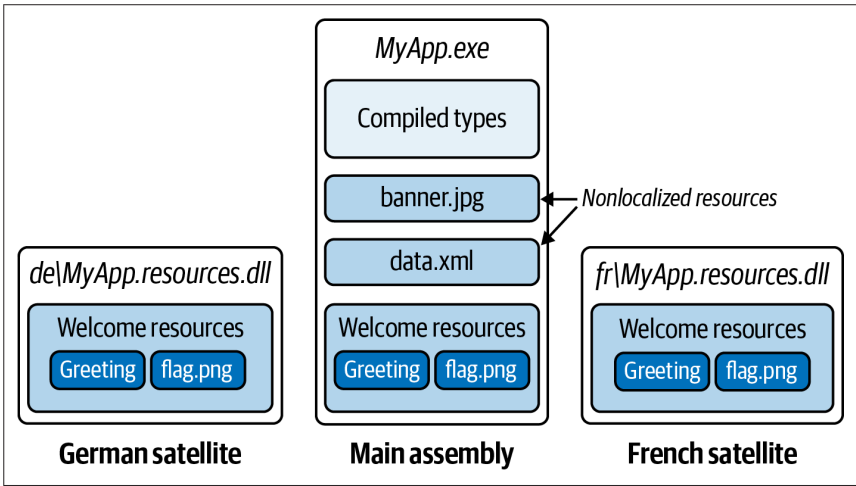 MyApp.exe
Compiled types
banner.jpg
Nonlocalized resources
data.xml
de\MyApp.resources.dll
Welcome resources
Greeting flag.png
German satellite
Welcome resources
Greeting flag.png
Main assembly
fr\MyApp.resources.dll
Welcome resources
Greeting flag.png
French satellite